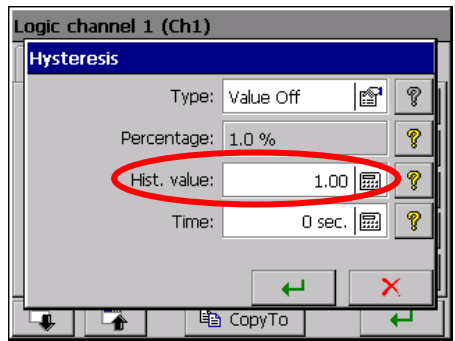 Logic channel 1 (Ch1)
Hysteresis
Type: Value Off ?
Percentage: 1.0 % ?
Hist. value: 1.00 ?
Time: 0 sec. ?
CopyTo